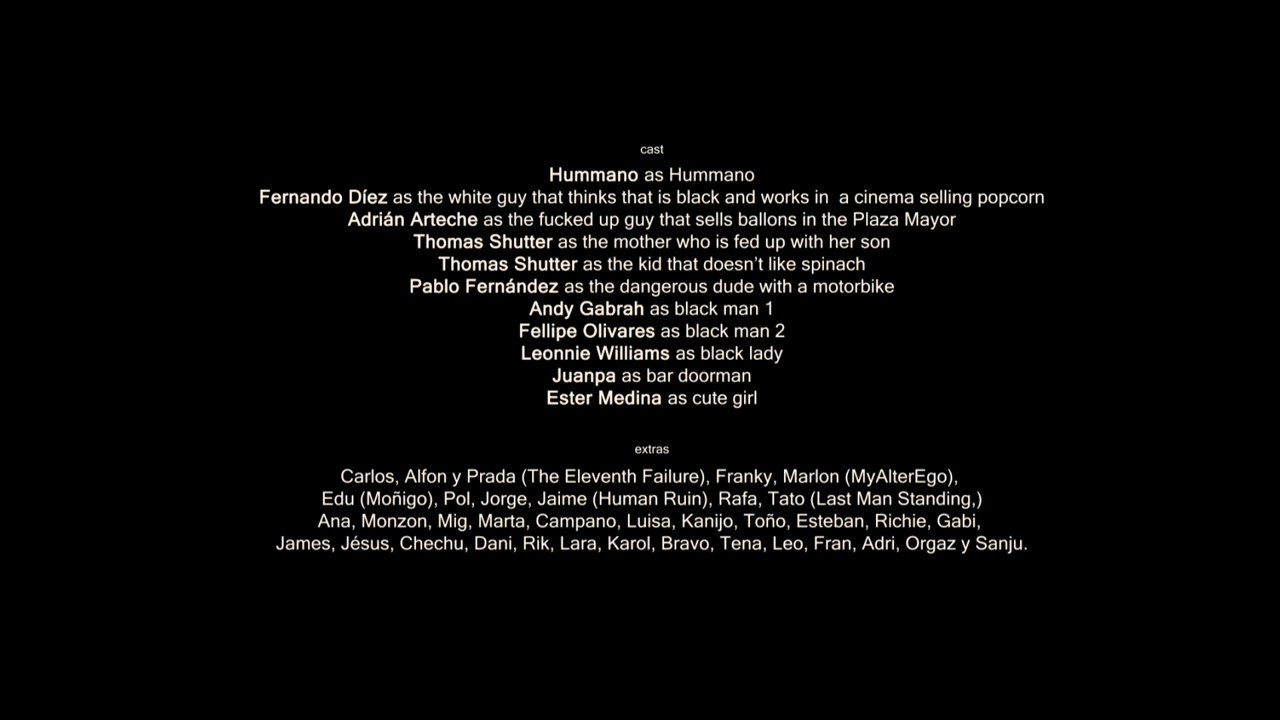 cast
Hummano as Hummano
Fernando Díez as the white guy that thinks that is black and works in  a cinema selling popcorn
Adrián Arteche as the fucked up guy that sells ballons in the Plaza Mayor
Thomas Shutter as the mother who is fed up with her son
Thomas Shutter as the kid that doesn’t like spinach
Pablo Fernández as the dangerous dude with a motorbike
Andy Gabrah as black man 1
Fellipe Olivares as black man 2
Leonnie Williams as black lady
Juanpa as bar doorman
Ester Medina as cute girl
extras
Carlos, Alfon y Prada (The Eleventh Failure), Franky, Marlon (MyAlterEgo),
Edu (Moñigo), Pol, Jorge, Jaime (Human Ruin), Rafa, Tato (Last Man Standing,)
Ana, Monzon, Mig, Marta, Campano, Luisa, Kanijo, Toño, Esteban, Richie, Gabi,
James, Jésus, Chechu, Dani, Rik, Lara, Karol, Bravo, Tena, Leo, Fran, Adri, Orgaz y Sanju.